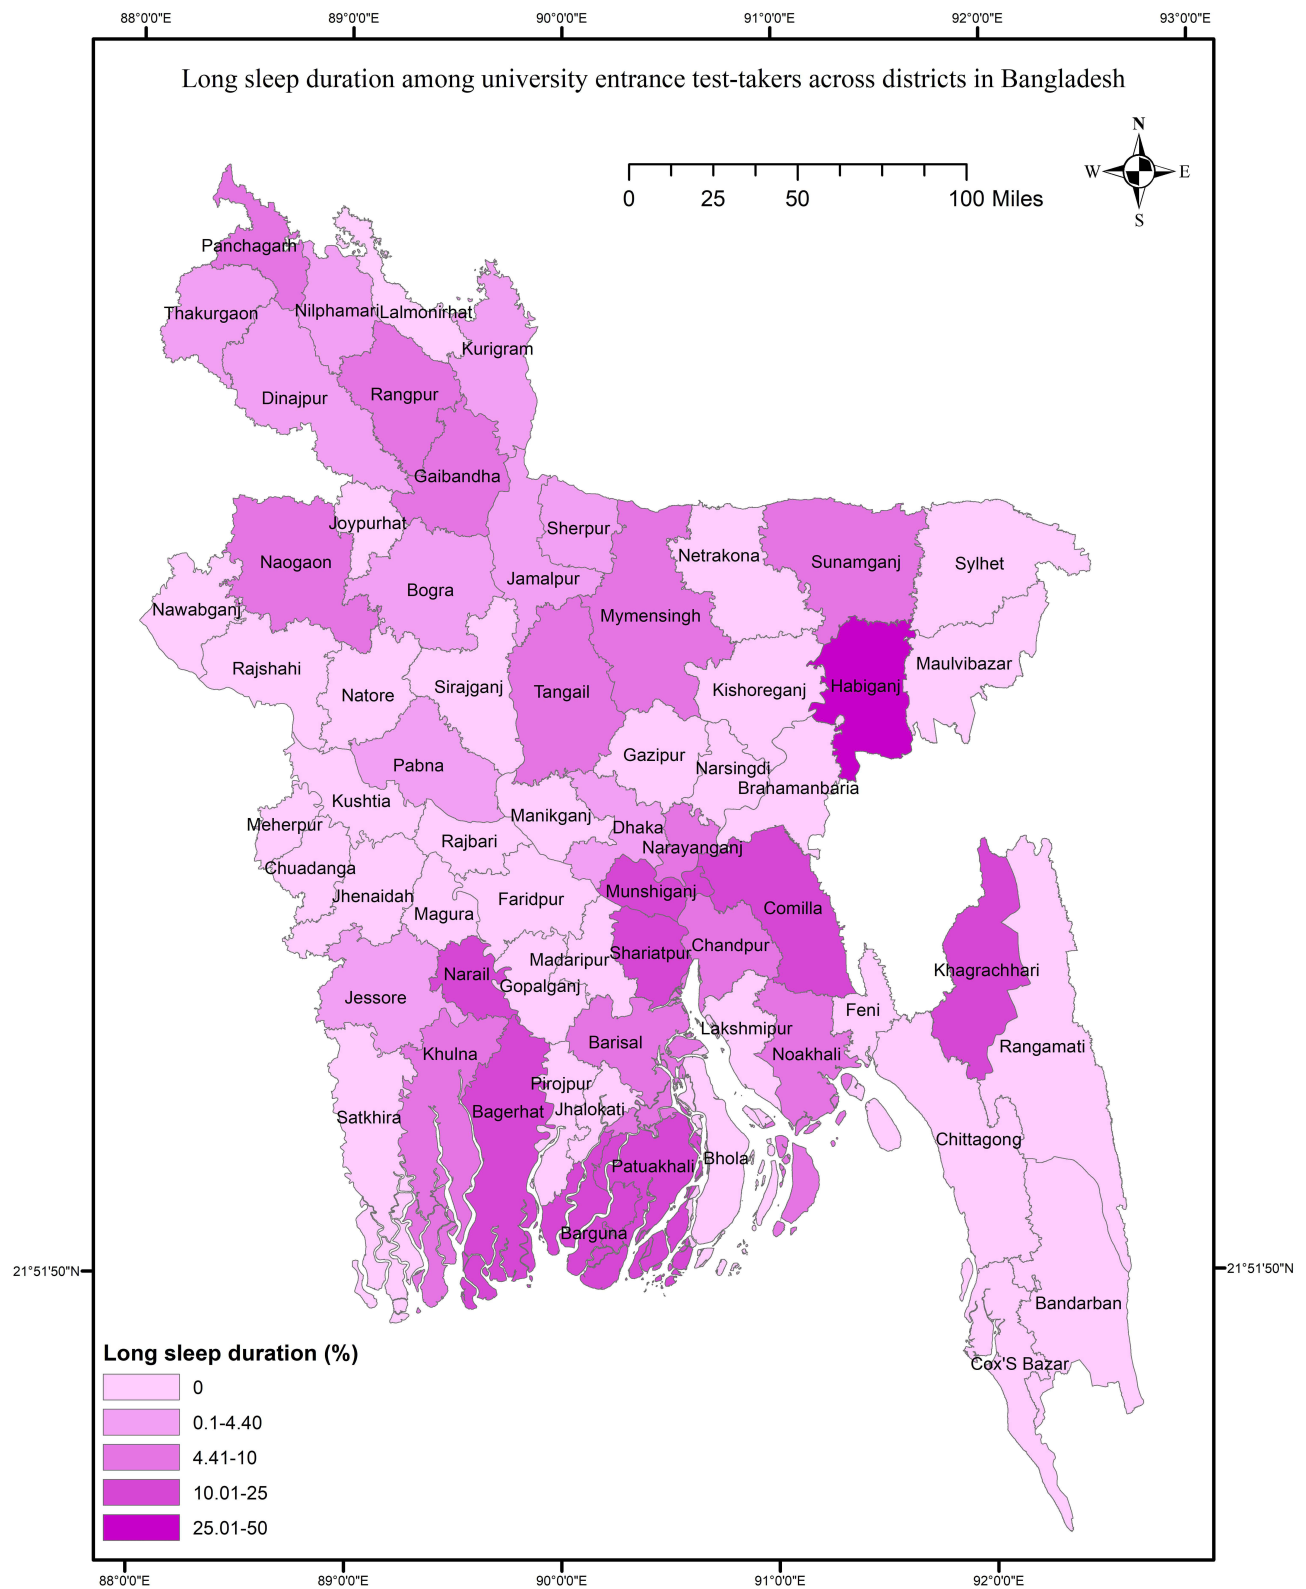 88°0'0"E 89°0'0"E 90°0'0"E 91°0'0"E 92°0'0"E 93°0'0"E
Long sleep duration among university entrance test-takers across districts in Bangladesh
N
W E
S
0 25 50 100 Miles
Panchagarh
Thakurgaon
Nilphamari
Lalmonirhat
Kurigram
Dinajpur
Rangpur
Gaibandha
Joypurhat
Sherpur
Naogaon
Netrakona
Sunamganj
Sylhet
Bogra
Jamalpur
Nawabganj
Mymensingh
Rajshahi
Natore
Sirajganj
Tangail
Kishoreganj
Habiganj
Maulvibazar
Pabna
Gazipur
Narsingdi
Brahamanbaria
Kushtia
Manikganj
Meherpur
Rajbari
Dhaka
Narayanganj
Chuadanga
Jhenaidah
Magura
Faridpur
Munshiganj
Comilla
Madaripur
Shariatpur
Chandpur
Narail
Gopalganj
Khagrachhari
Jessore
Feni
Lakshmipur
Barisal
Khulna
Noakhali
Rangamati
Pirojpur
Jhalokati
Bagerhat
Satkhira
Chittagong
Patuakhali
Bhola
Barguna
21°51'50"N 21°51'50"N
Bandarban
Cox'S Bazar
Long sleep duration (%)
0
0.1-4.40
4.41-10
10.01-25
25.01-50
88°0'0"E 89°0'0"E 90°0'0"E 91°0'0"E 92°0'0"E